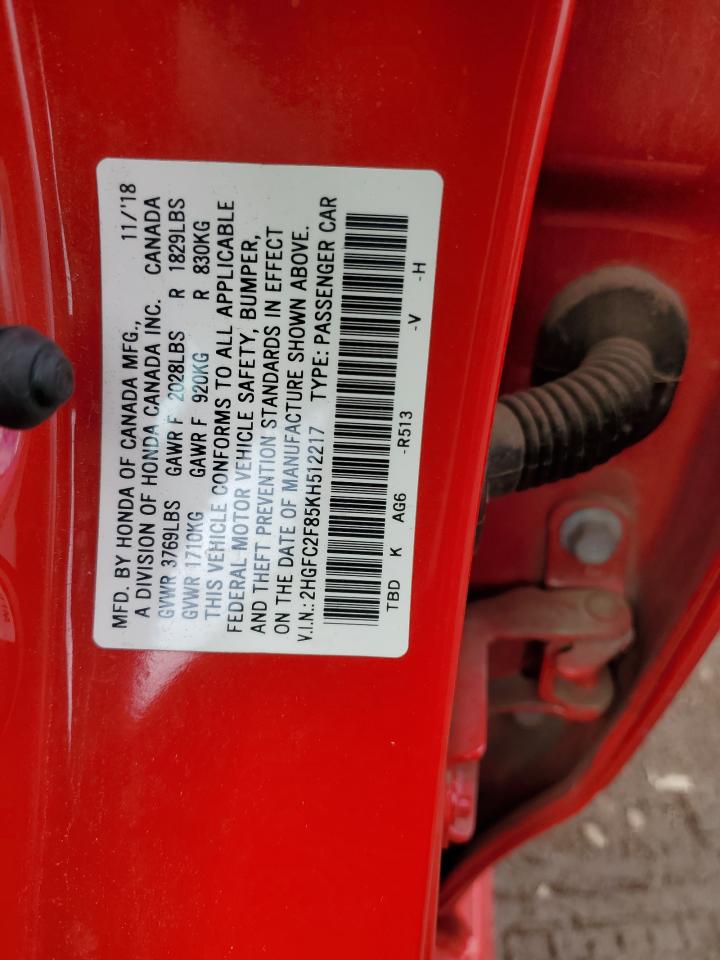 MFD. BY HONDA OF CANADA MFG., 11/'18
A DIVISION OF HONDA CANADA INC. CANADA
GVWR 3769LBS GAWR F 2028LBS R 1829LBS
GVWR 1710KG GAWR F 920KG R 830KG
THIS VEHICLE CONFORMS TO ALL APPLICABLE
FEDERAL MOTOR VEHICLE SAFETY, BUMPER,
AND THEFT PREVENTION STANDARDS IN EFFECT
ON THE DATE OF MANUFACTURE SHOWN ABOVE.
V.I.N.: 2HGFC2F85KH512217 TYPE: PASSENGER CAR
TBD K AG6 -R513 -V -H